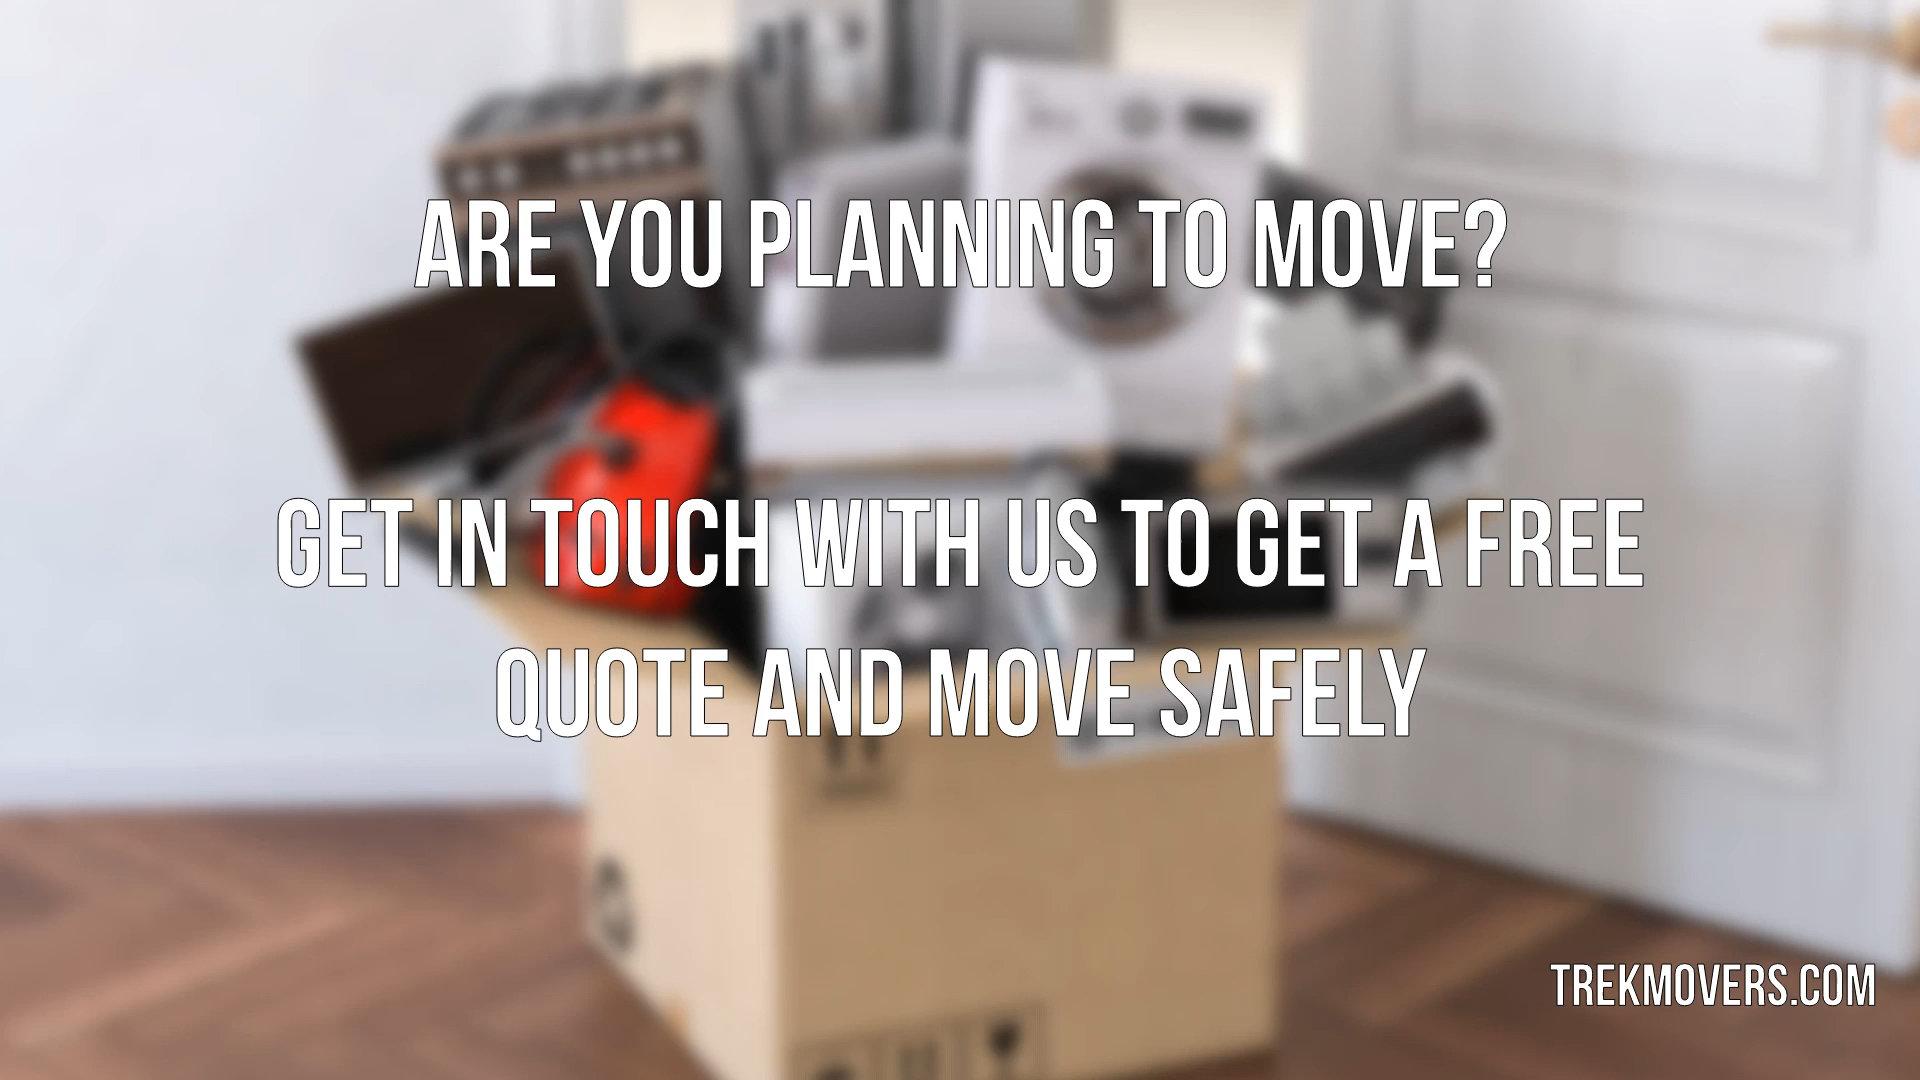 ARE YOU PLANNING TO MOVE?
GET IN TOUCH WITH US TO GET A FREE
QUOTE AND MOVE SAFELY
TREKMOVERS.COM